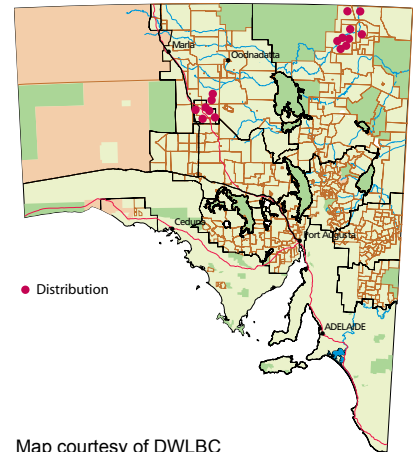 Marla
Oodnadatta
Ceduna
Port Augusta
Distribution
ADELAIDE
Map courtesy of DWLBC